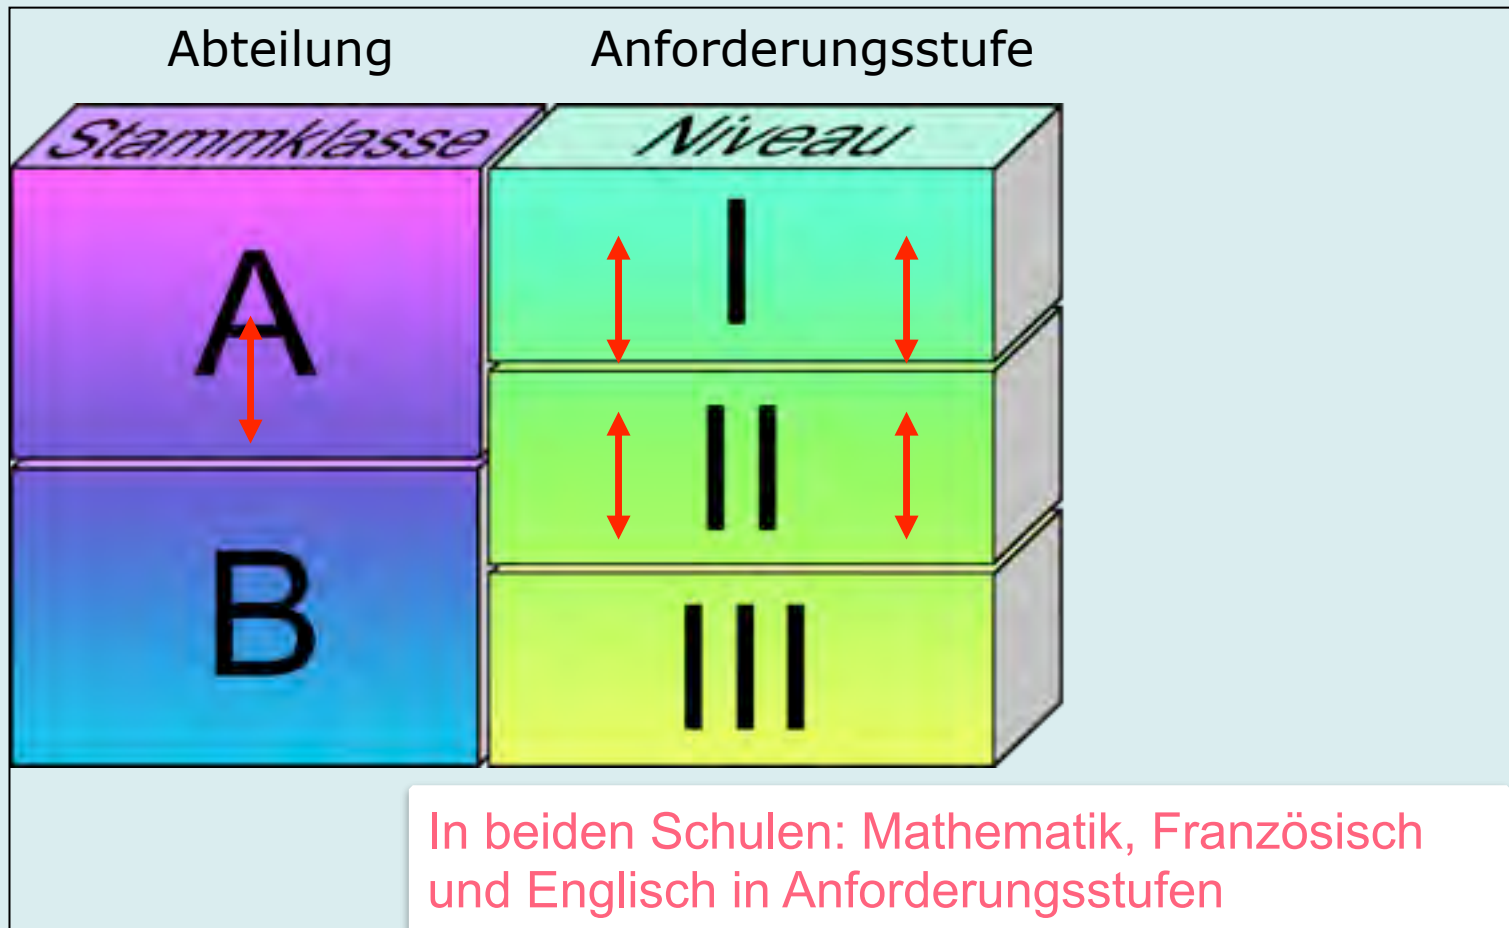 Abteilung
Anforderungsstufe
Stammklasse
Niveau
A
B
I
II
III
In beiden Schulen: Mathematik, Französisch
und Englisch in Anforderungsstufen